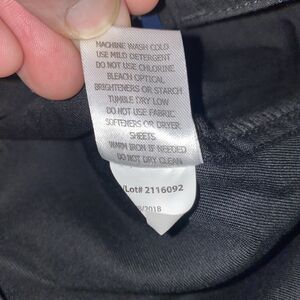 MACHINE WASH COLD
USE MILD DETERGENT
DO NOT USE CHLORINE
BLEACH OPTICAL
BRIGHTENERS OR STARCH
TUMBLE DRY LOW
DO NOT USE FABRIC
SOFTENERS OR DRYER
SHEETS
WARM IRON IF NEEDED
DO NOT DRY CLEAN
/Lot# 2116092
/2018